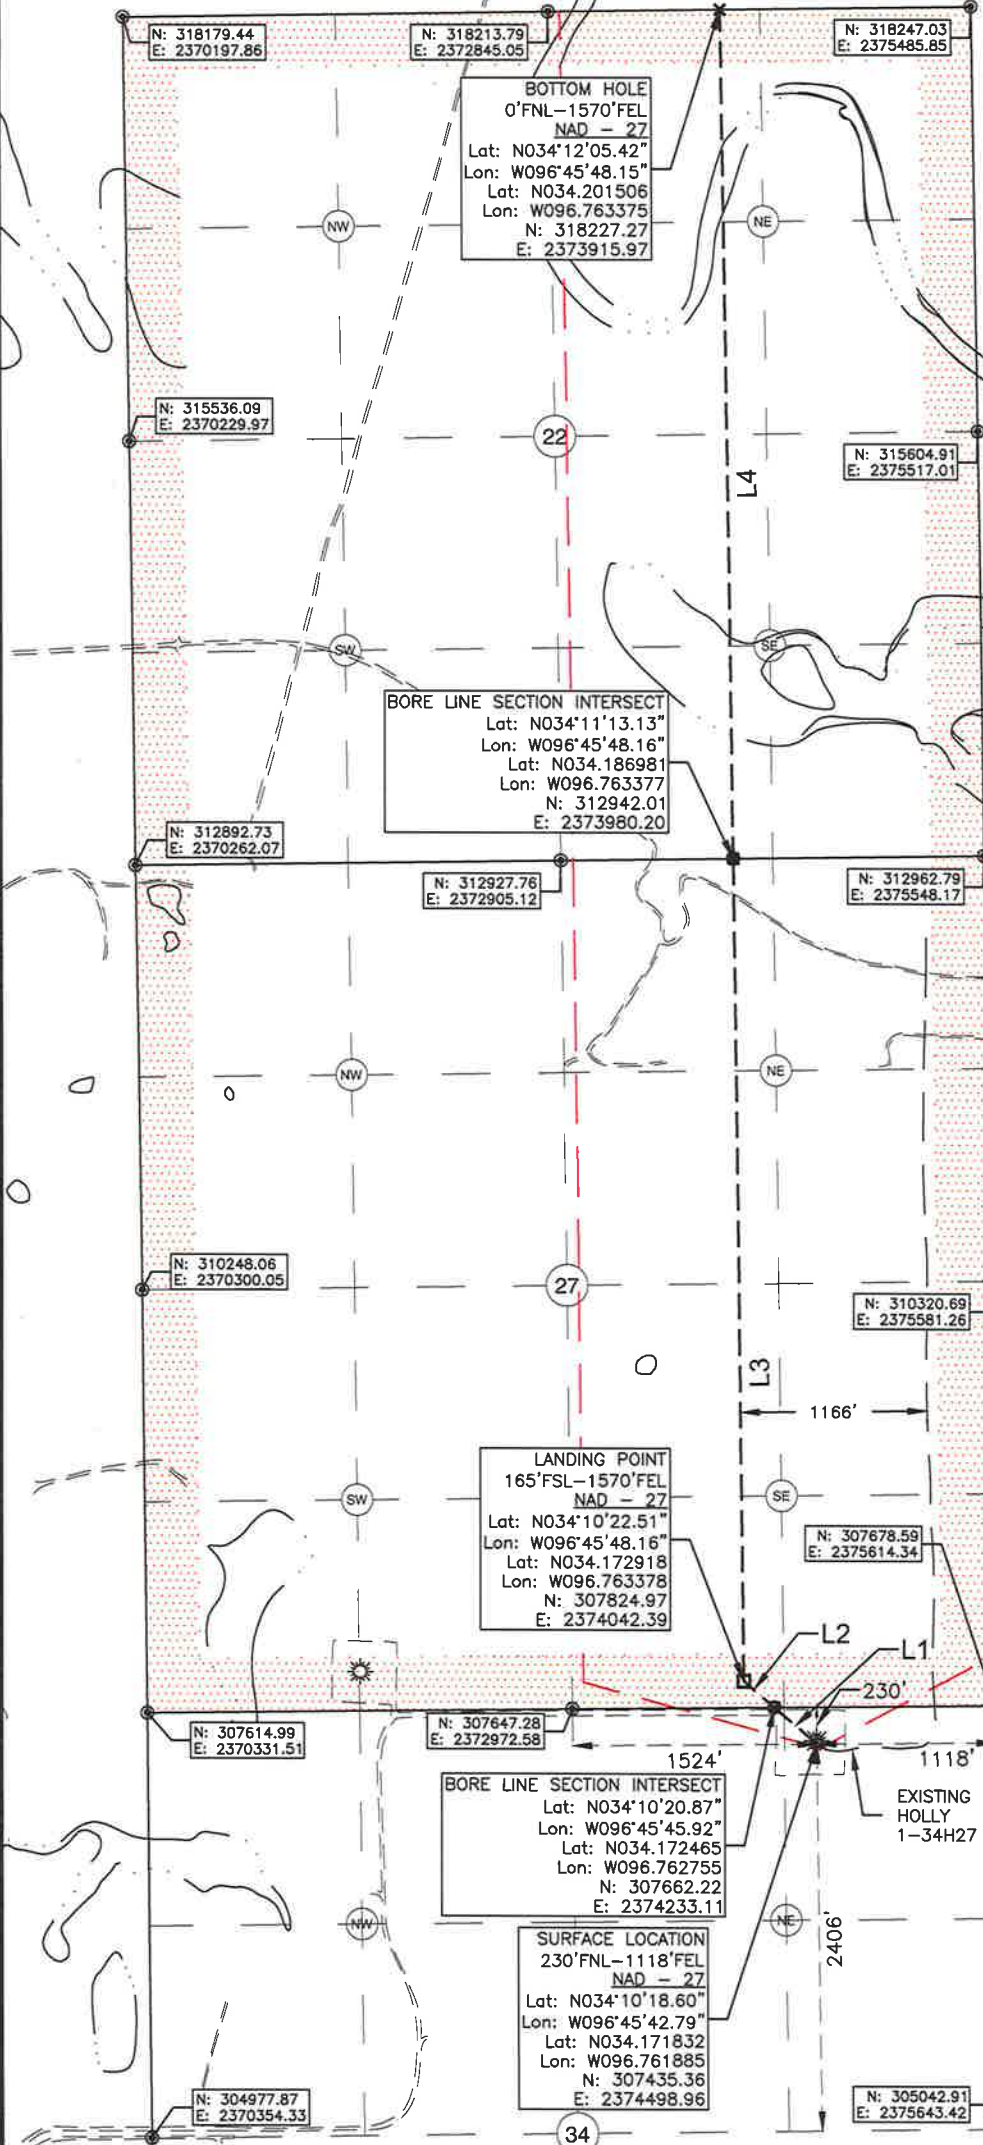 N: 318179.44
E: 2370197.86
N: 318213.79
E: 2372845.05
N: 318247.03
E: 2375485.85
BOTTOM HOLE
0'FNL-1570'FEL
NAD - 27
Lat: N034°12'05.42"
Lon: W096°45'48.15"
Lat: N034.201506
Lon: W096.763375
N: 318227.27
E: 2373915.97
NW
NE
N: 315536.09
E: 2370229.97
22
N: 315604.91
E: 2375517.01
L4
SW
SE
BORE LINE SECTION INTERSECT
Lat: N034°11'13.13"
Lon: W096°45'48.16"
Lat: N034.186981
Lon: W096.763377
N: 312942.01
E: 2373980.20
N: 312892.73
E: 2370262.07
N: 312927.76
E: 2372905.12
N: 312962.79
E: 2375548.17
NW
NE
N: 310248.06
E: 2370300.05
27
N: 310320.69
E: 2375581.26
L3
1166'
LANDING POINT
165'FSL-1570'FEL
NAD - 27
Lat: N034°10'22.51"
Lon: W096°45'48.16"
Lat: N034.172918
Lon: W096.763378
N: 307824.97
E: 2374042.39
SW
SE
N: 307678.59
E: 2375614.34
L2
L1
230'
N: 307614.99
E: 2370331.51
N: 307647.28
E: 2372972.58
1524'
1118'
BORE LINE SECTION INTERSECT
Lat: N034°10'20.87"
Lon: W096°45'45.92"
Lat: N034.172465
Lon: W096.762755
N: 307662.22
E: 2374233.11
EXISTING
HOLLY
1-34H27
NW
NE
2406'
SURFACE LOCATION
230'FNL-1118'FEL
NAD - 27
Lat: N034°10'18.60"
Lon: W096°45'42.79"
Lat: N034.171832
Lon: W096.761885
N: 307435.36
E: 2374498.96
N: 304977.87
E: 2370354.33
34
N: 305042.91
E: 2375643.42